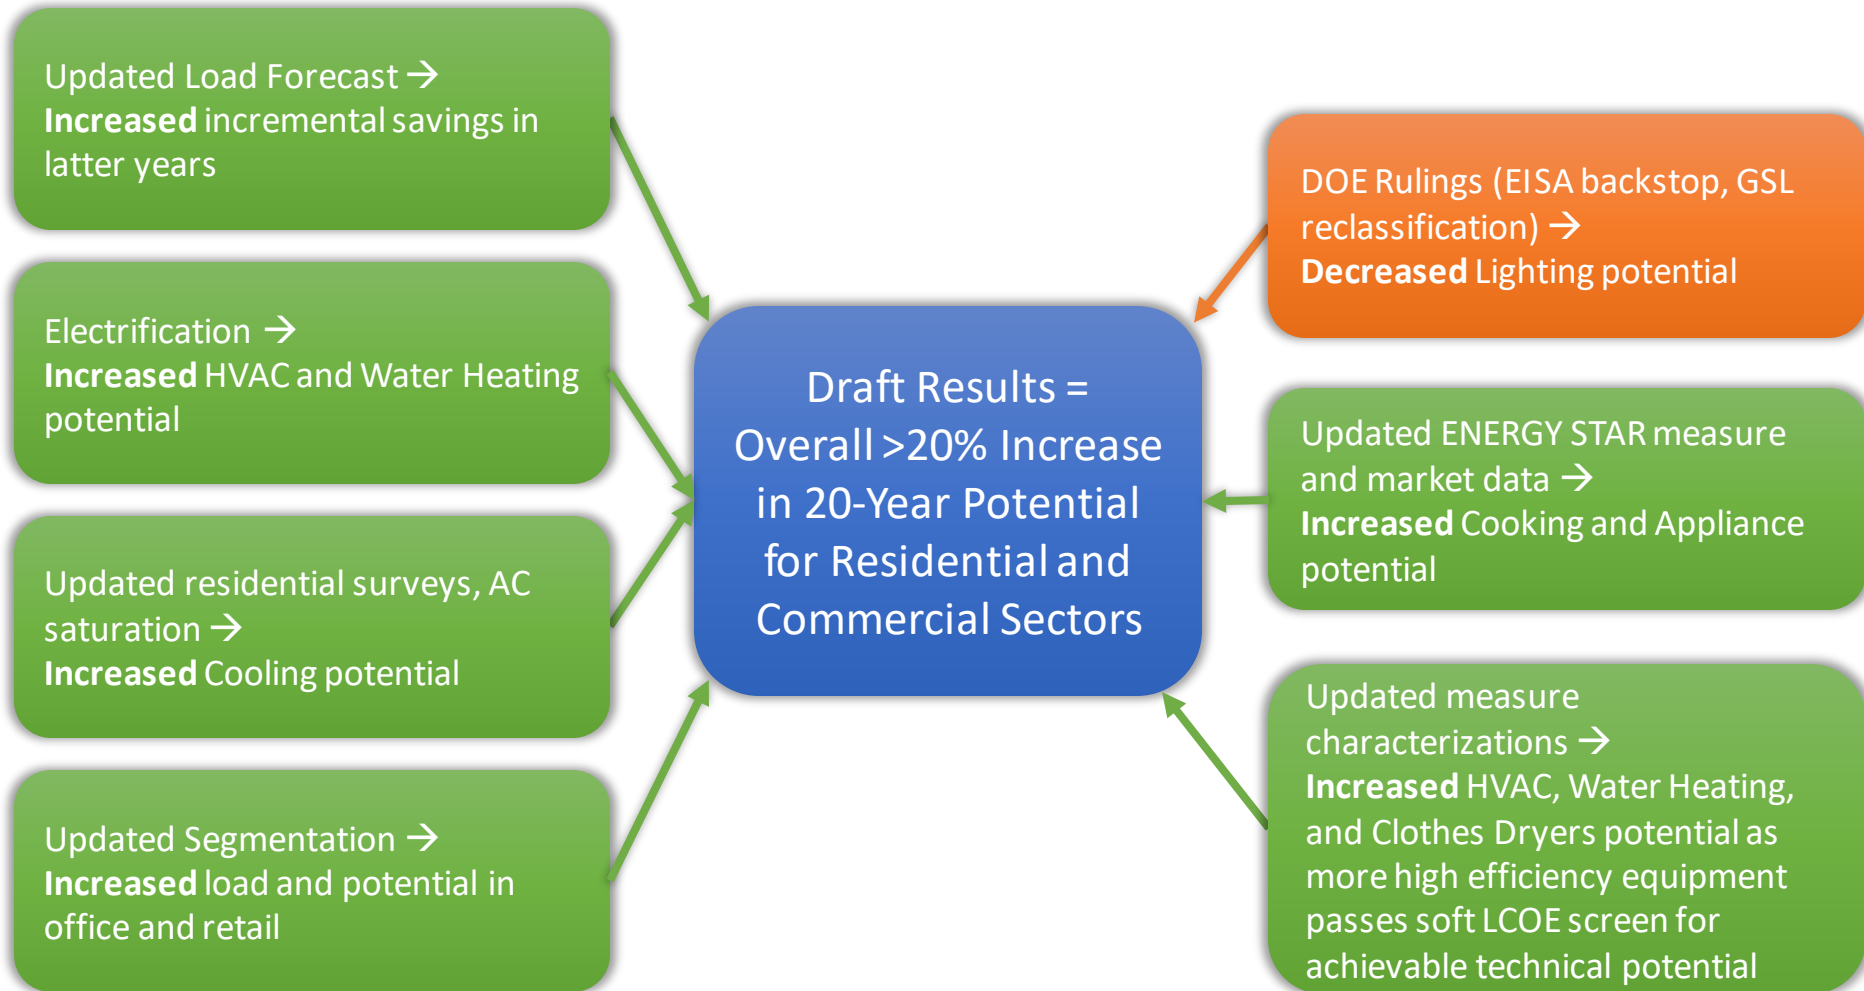 Updated Load Forecast →
Increased incremental savings in
latter years
Electrification →
Increased HVAC and Water Heating
potential
Updated residential surveys, AC
saturation →
Increased Cooling potential
Updated Segmentation →
Increased load and potential in
office and retail
Draft Results =
Overall >20% Increase
in 20-Year Potential
for Residential and
Commercial Sectors
DOE Rulings (EISA backstop, GSL
reclassification) →
Decreased Lighting potential
Updated ENERGY STAR measure
and market data →
Increased Cooking and Appliance
potential
Updated measure
characterizations →
Increased HVAC, Water Heating,
and Clothes Dryers potential as
more high efficiency equipment
passes soft LCOE screen for
achievable technical potential